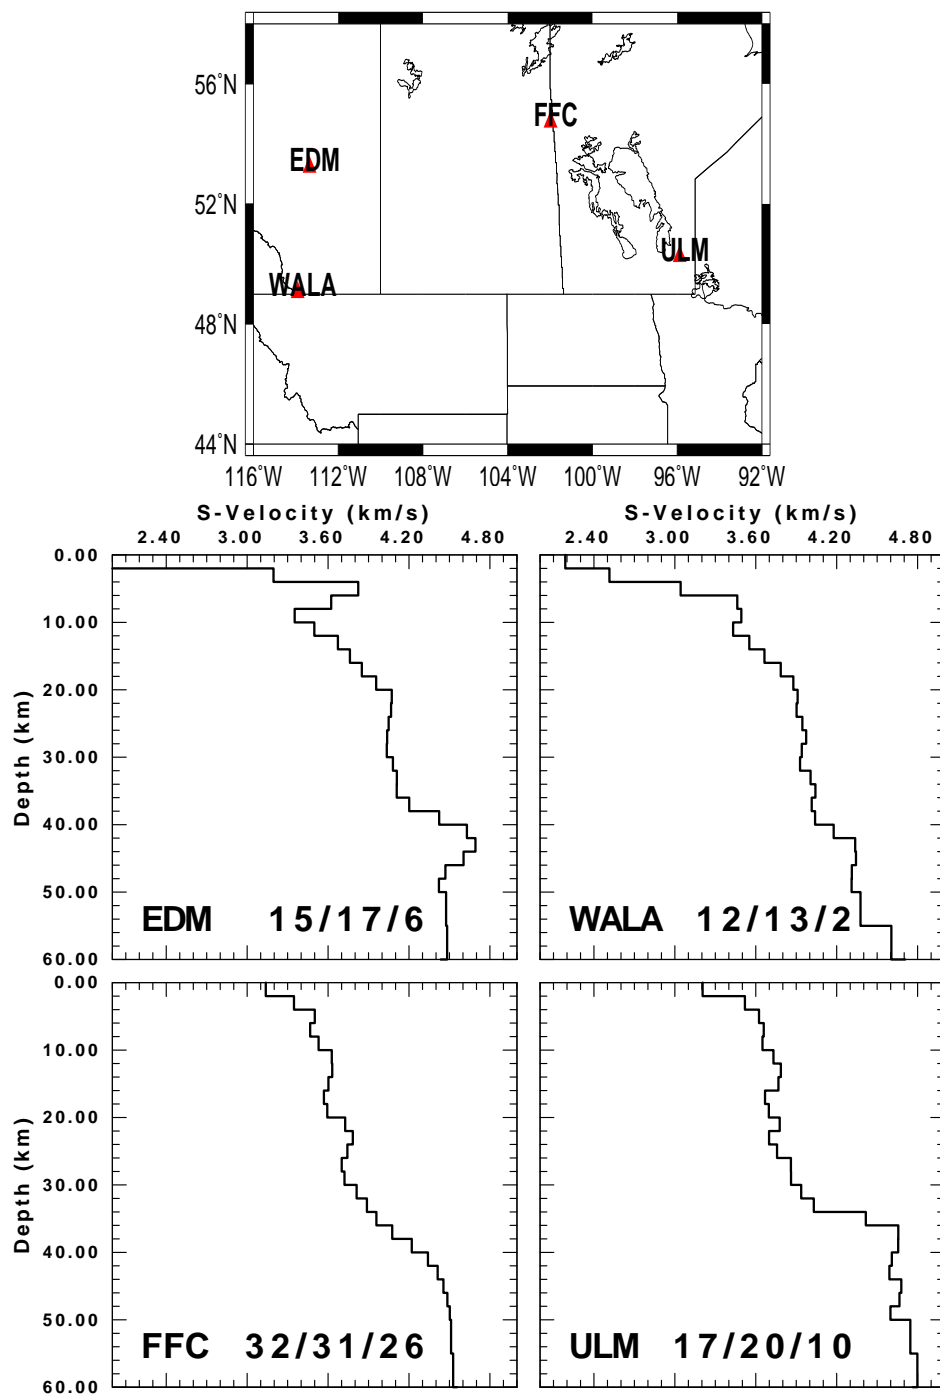 56°N
FFC
EDM
52°N
ULM
WALA
48°N
44°N
116°W 112°W 108°W 104°W 100°W 96°W 92°W
S-Velocity (km/s) S-Velocity (km/s)
2.40 3.00 3.60 4.20 4.80 2.40 3.00 3.60 4.20 4.80
0.00
10.00
20.00
Depth (km)
30.00
40.00
50.00
EDM 15/17/6 WALA 12/13/2
60.00
0.00
10.00
20.00
Depth (km)
30.00
40.00
50.00
FFC 32/31/26 ULM 17/20/10
60.00